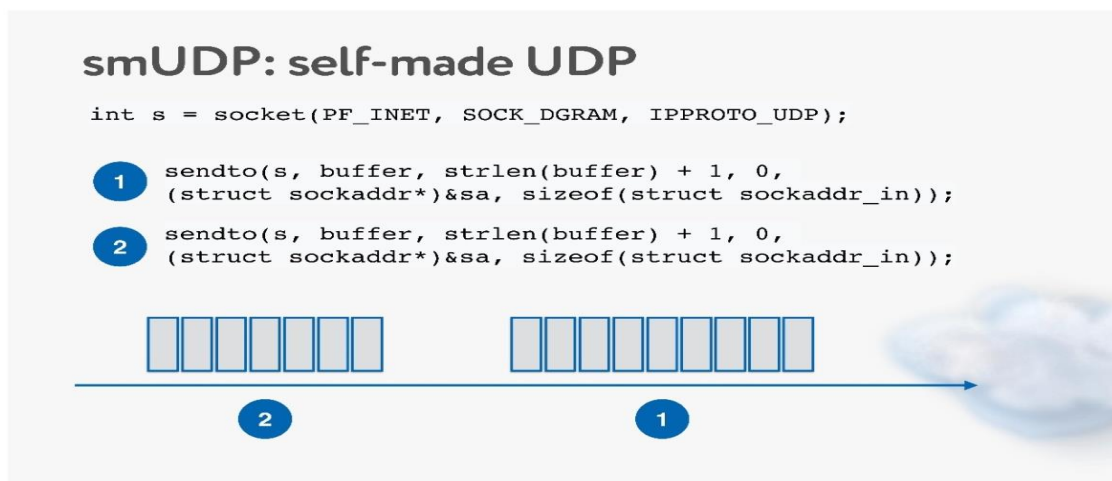 smUDP: self-made UDP
int s = socket(PF_INET, SOCK_DGRAM, IPPROTO_UDP);
1
sendto(s, buffer, strlen(buffer) + 1, 0,
(struct sockaddr*)&sa, sizeof(struct sockaddr_in));
2
sendto(s, buffer, strlen(buffer) + 1, 0,
(struct sockaddr*)&sa, sizeof(struct sockaddr_in));
2
1